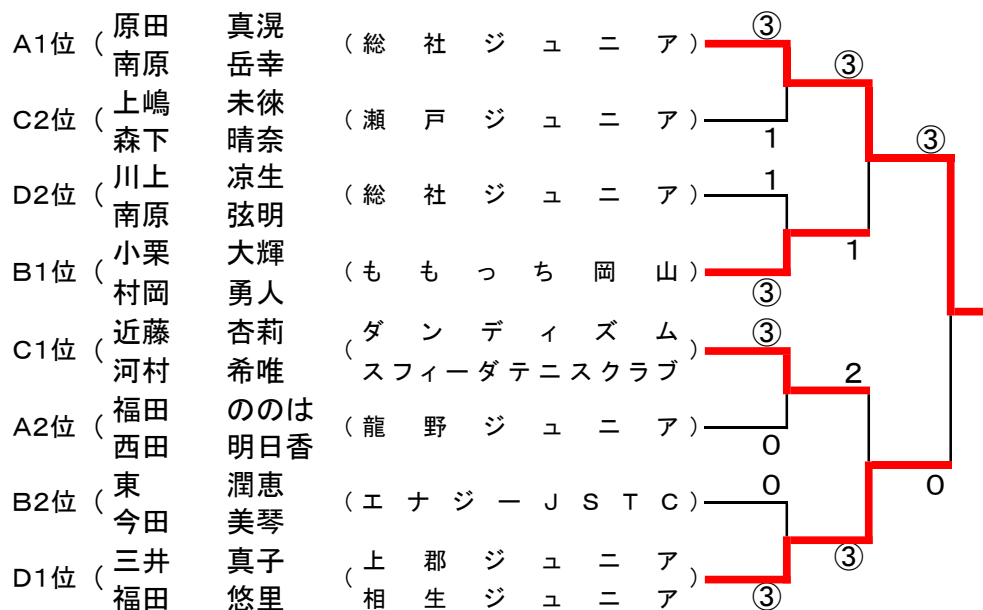 A1位 ( 原田 真滉 ( 総社ジュニア ) ③
南原 岳幸
③
C2位 ( 上嶋 未徠 ( 瀬戸ジュニア ) 1
森下 晴奈
③
D2位 ( 川上 凉生 ( 総社ジュニア ) 1
南原 弦明
1
B1位 ( 小栗 大輝 ( ももっち岡山 ) ③
村岡 勇人
C1位 ( 近藤 杏莉 ( ダンディズム ) ③
河村 希唯 スフィーダテニスクラブ
2
A2位 ( 福田 ののは ( 龍野ジュニア ) 0
西田 明日香
B2位 ( 東 潤恵 ( エナジーJSTC ) 0
今田 美琴
0
③
D1位 ( 三井 真子 ( 上郡ジュニア ) ③
福田 悠里 相生ジュニア